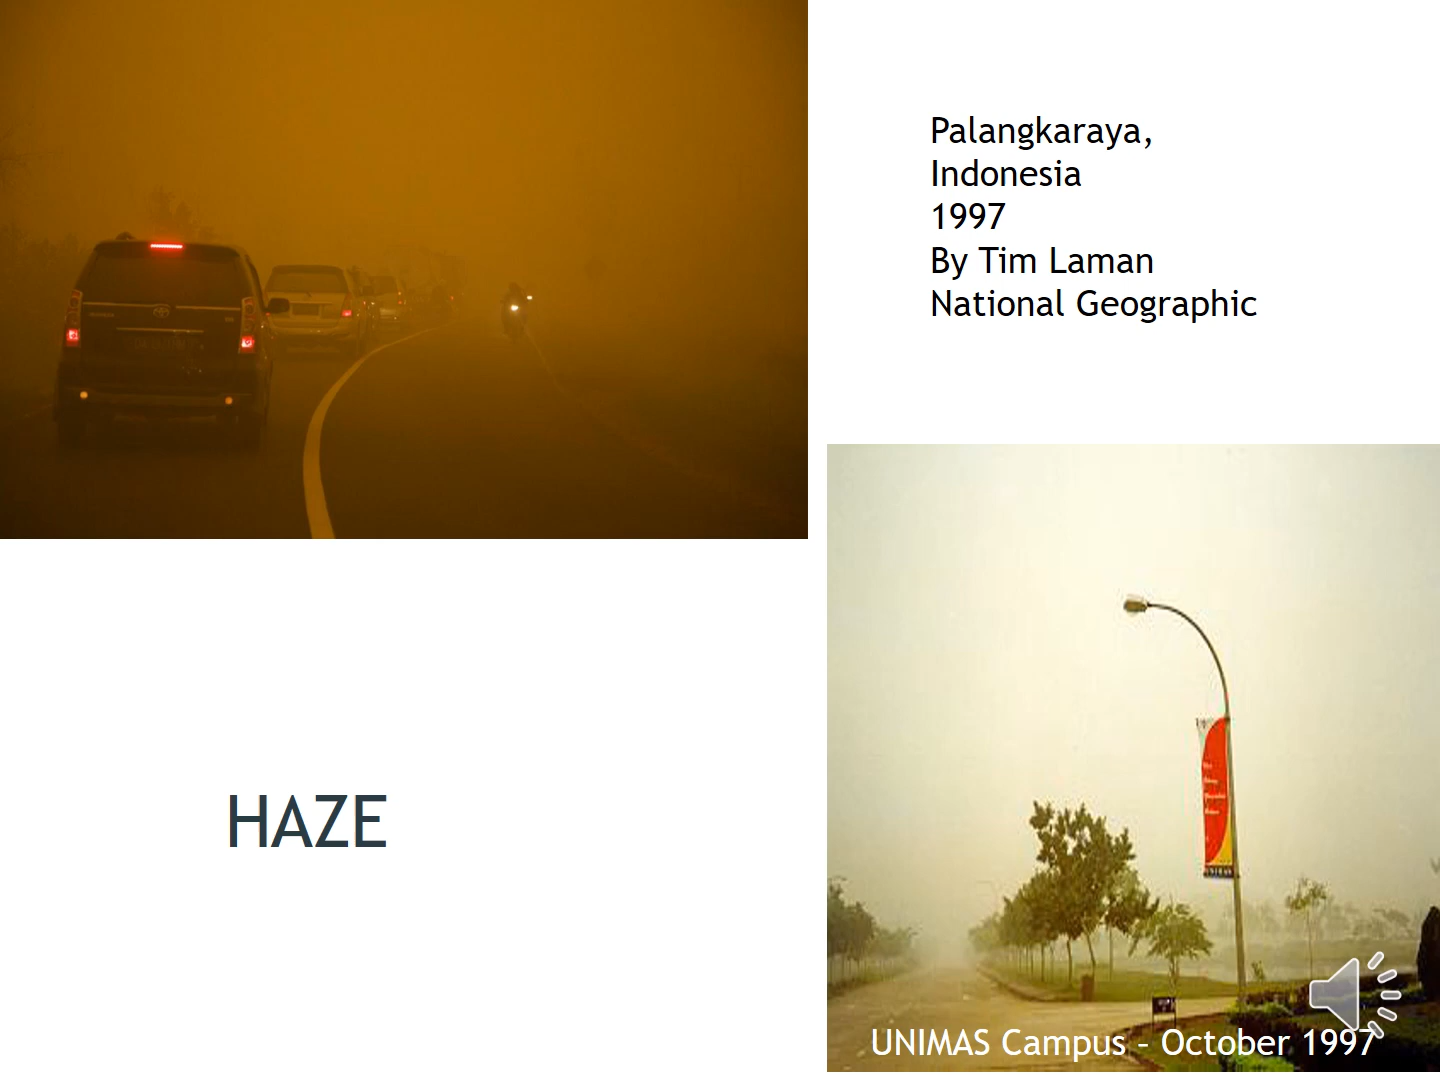 Palangkaraya,
Indonesia
1997
By Tim Laman
National Geographic
HAZE
UNIMAS Campus – October 1997